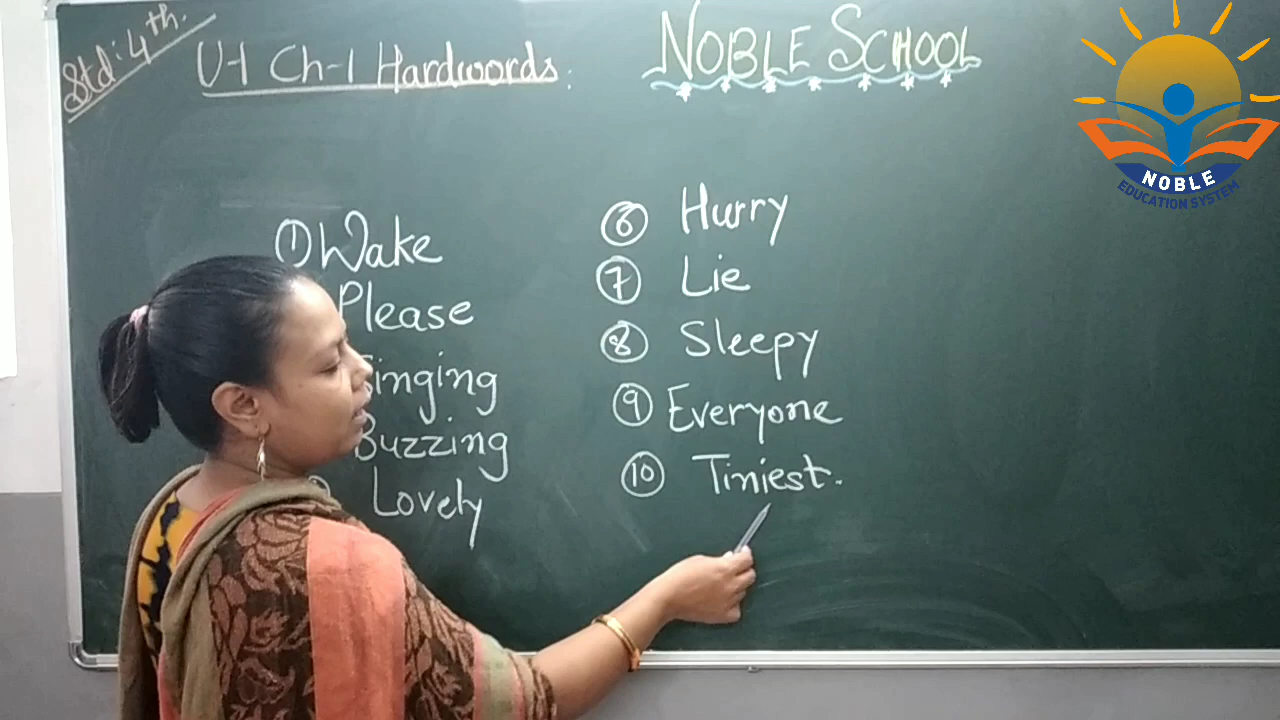 Std: 4th.
U-1 Ch-1 Hardwords:
NOBLE SCHOOL
NOBLE
EDUCATION SYSTEM
① Wake
Please
Singing
Buzzing
Lovely
⑥ Hurry
⑦ Lie
⑧ Sleepy
⑨ Everyone
⑩ Tiniest.